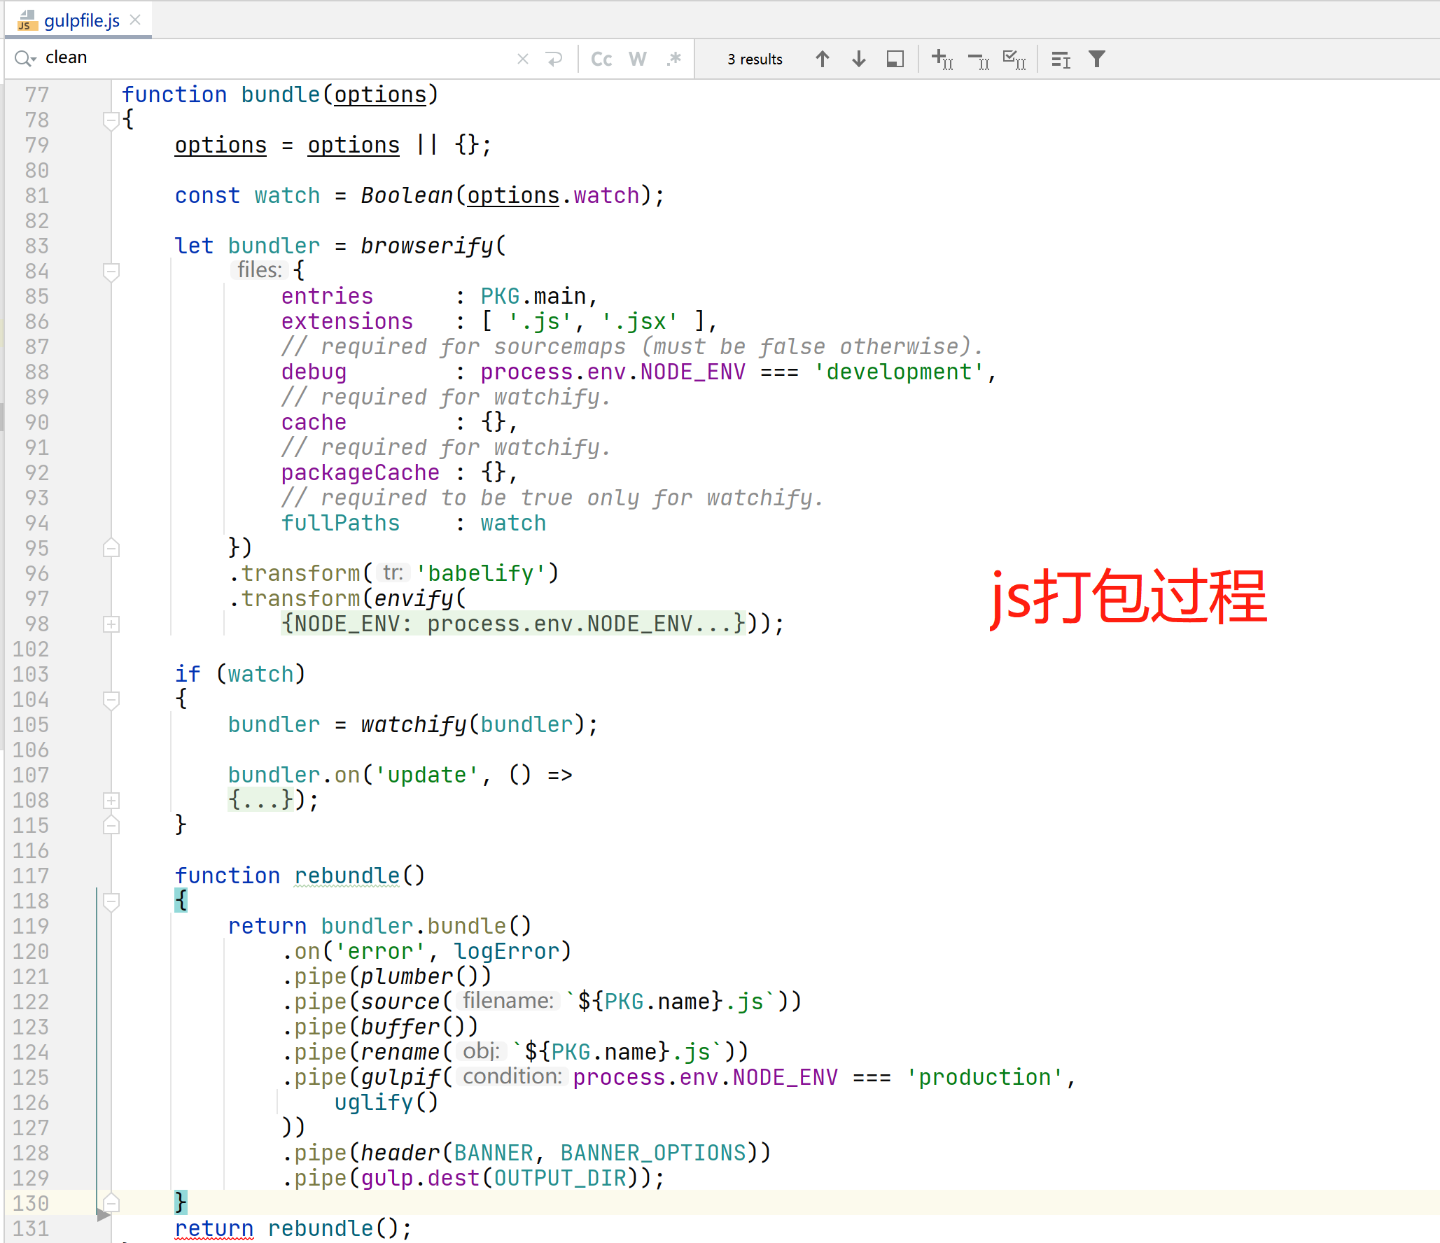 gulpfile.js
clean
Cc W .* 3 results
77 function bundle(options)
78 {
79 options = options || {};
80
81 const watch = Boolean(options.watch);
82
83 let bundler = browserify(
84 files: {
85 entries : PKG.main,
86 extensions : [ '.js', '.jsx' ],
87 // required for sourcemaps (must be false otherwise).
88 debug : process.env.NODE_ENV === 'development',
89 // required for watchify.
90 cache : {},
91 // required for watchify.
92 packageCache : {},
93 // required to be true only for watchify.
94 fullPaths : watch
95 })
96 .transform( tr: 'babelify')
97 .transform(envify(
98 {NODE_ENV: process.env.NODE_ENV...}));
js打包过程
102
103 if (watch)
104 {
105 bundler = watchify(bundler);
106
107 bundler.on('update', () =>
108 {...});
115 }
116
117 function rebundle()
118 {
119 return bundler.bundle()
120 .on('error', logError)
121 .pipe(plumber())
122 .pipe(source( filename: `${PKG.name}.js`))
123 .pipe(buffer())
124 .pipe(rename( obj: `${PKG.name}.js`))
125 .pipe(gulpif( condition: process.env.NODE_ENV === 'production',
126 uglify()
127 ))
128 .pipe(header(BANNER, BANNER_OPTIONS))
129 .pipe(gulp.dest(OUTPUT_DIR));
130 }
131 return rebundle();